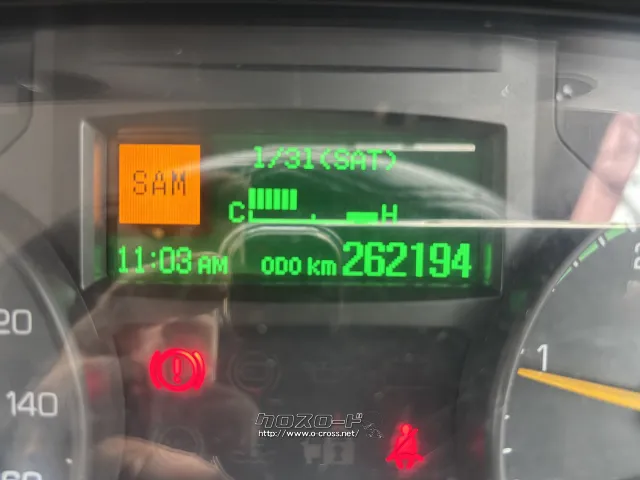 1/31(SAT)
SAM
C H
11:03 AM ODO km 262194
20
140
1
2
クロスロード
http://www.o-cross.net/